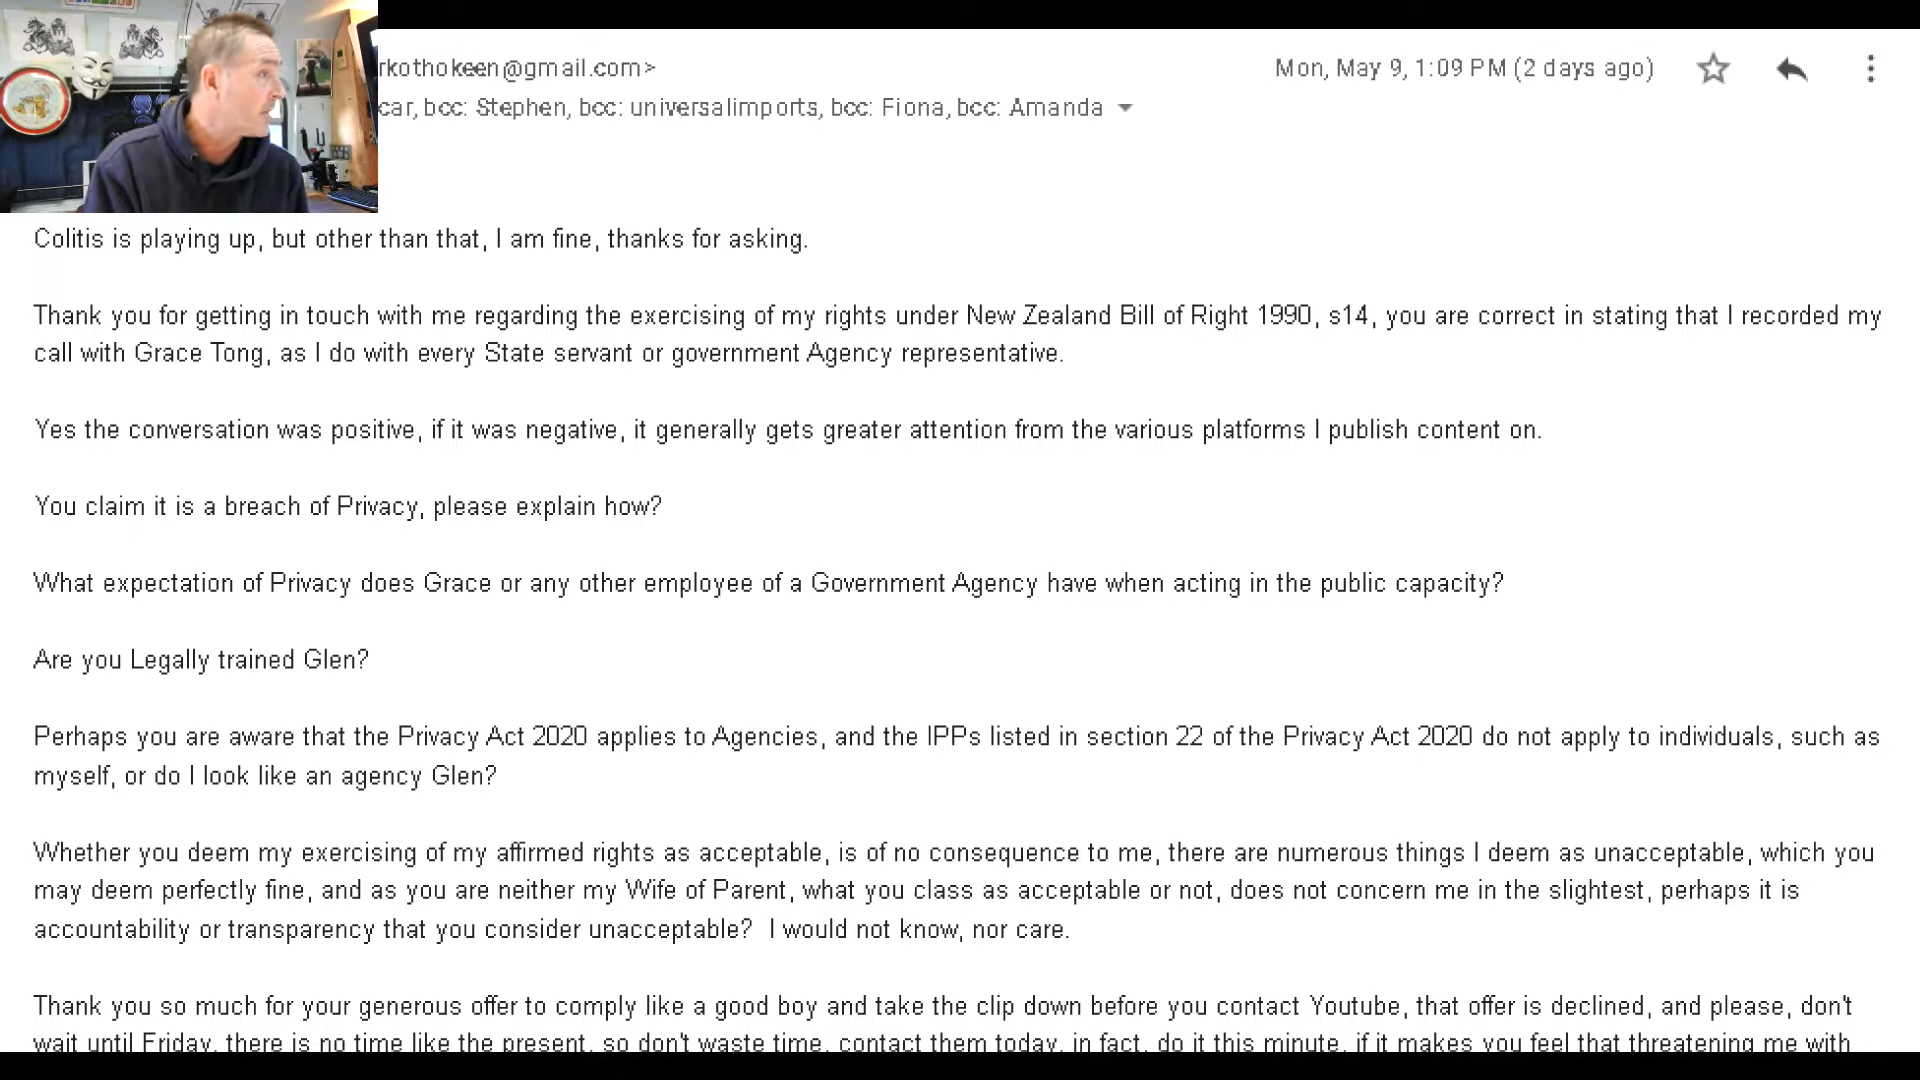 rkothokeen@gmail.com>
Mon, May 9, 1:09 PM (2 days ago)
car, bcc: Stephen, bcc: universalimports, bcc: Fiona, bcc: Amanda
Colitis is playing up, but other than that, I am fine, thanks for asking.
Thank you for getting in touch with me regarding the exercising of my rights under New Zealand Bill of Right 1990, s14, you are correct in stating that I recorded my
call with Grace Tong, as I do with every State servant or government Agency representative.
Yes the conversation was positive, if it was negative, it generally gets greater attention from the various platforms I publish content on.
You claim it is a breach of Privacy, please explain how?
What expectation of Privacy does Grace or any other employee of a Government Agency have when acting in the public capacity?
Are you Legally trained Glen?
Perhaps you are aware that the Privacy Act 2020 applies to Agencies, and the IPPs listed in section 22 of the Privacy Act 2020 do not apply to individuals, such as
myself, or do I look like an agency Glen?
Whether you deem my exercising of my affirmed rights as acceptable, is of no consequence to me, there are numerous things I deem as unacceptable, which you
may deem perfectly fine, and as you are neither my Wife of Parent, what you class as acceptable or not, does not concern me in the slightest, perhaps it is
accountability or transparency that you consider unacceptable?  I would not know, nor care.
Thank you so much for your generous offer to comply like a good boy and take the clip down before you contact Youtube, that offer is declined, and please, don't
wait until Friday, there is no time like the present, so don't waste time, contact them today, in fact, do it this minute, if it makes you feel that threatening me with